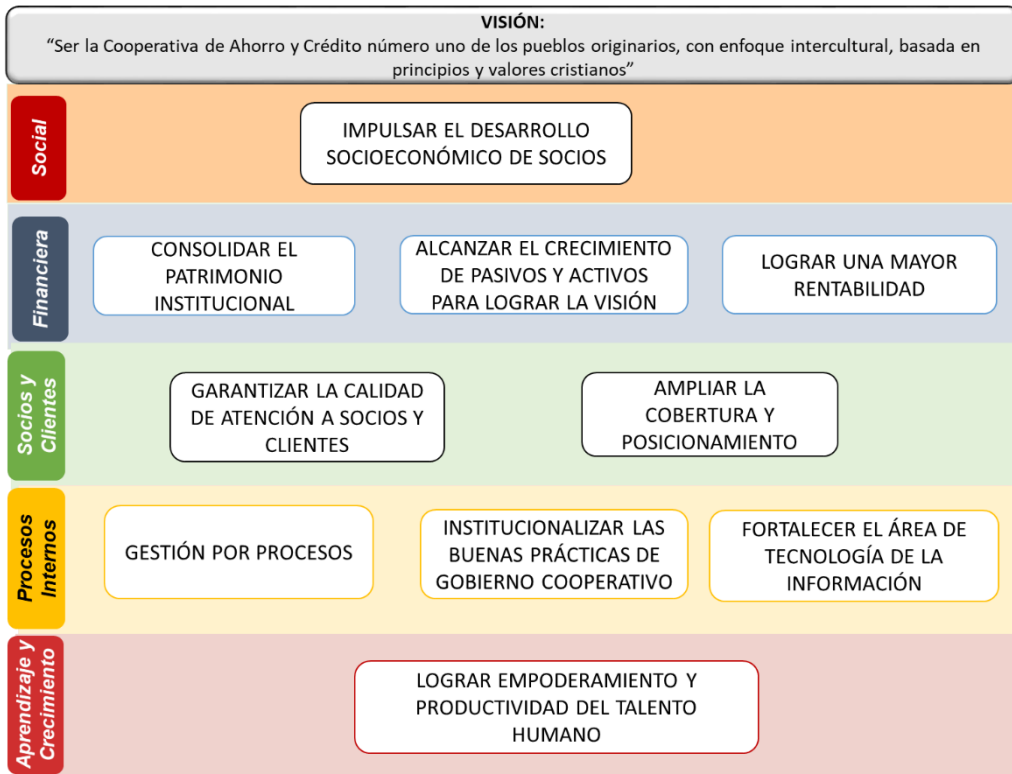 VISIÓN:
“Ser la Cooperativa de Ahorro y Crédito número uno de los pueblos originarios, con enfoque intercultural, basada en
principios y valores cristianos”
Social
IMPULSAR EL DESARROLLO
SOCIOECONÓMICO DE SOCIOS
Financiera
CONSOLIDAR EL
PATRIMONIO
INSTITUCIONAL
ALCANZAR EL CRECIMIENTO
DE PASIVOS Y ACTIVOS
PARA LOGRAR LA VISIÓN
LOGRAR UNA MAYOR
RENTABILIDAD
Socios y
Clientes
GARANTIZAR LA CALIDAD
DE ATENCIÓN A SOCIOS Y
CLIENTES
AMPLIAR LA
COBERTURA Y
POSICIONAMIENTO
Procesos
Internos
GESTIÓN POR PROCESOS
INSTITUCIONALIZAR LAS
BUENAS PRÁCTICAS DE
GOBIERNO COOPERATIVO
FORTALECER EL ÁREA DE
TECNOLOGÍA DE LA
INFORMACIÓN
Aprendizaje y
Crecimiento
LOGRAR EMPODERAMIENTO Y
PRODUCTIVIDAD DEL TALENTO
HUMANO